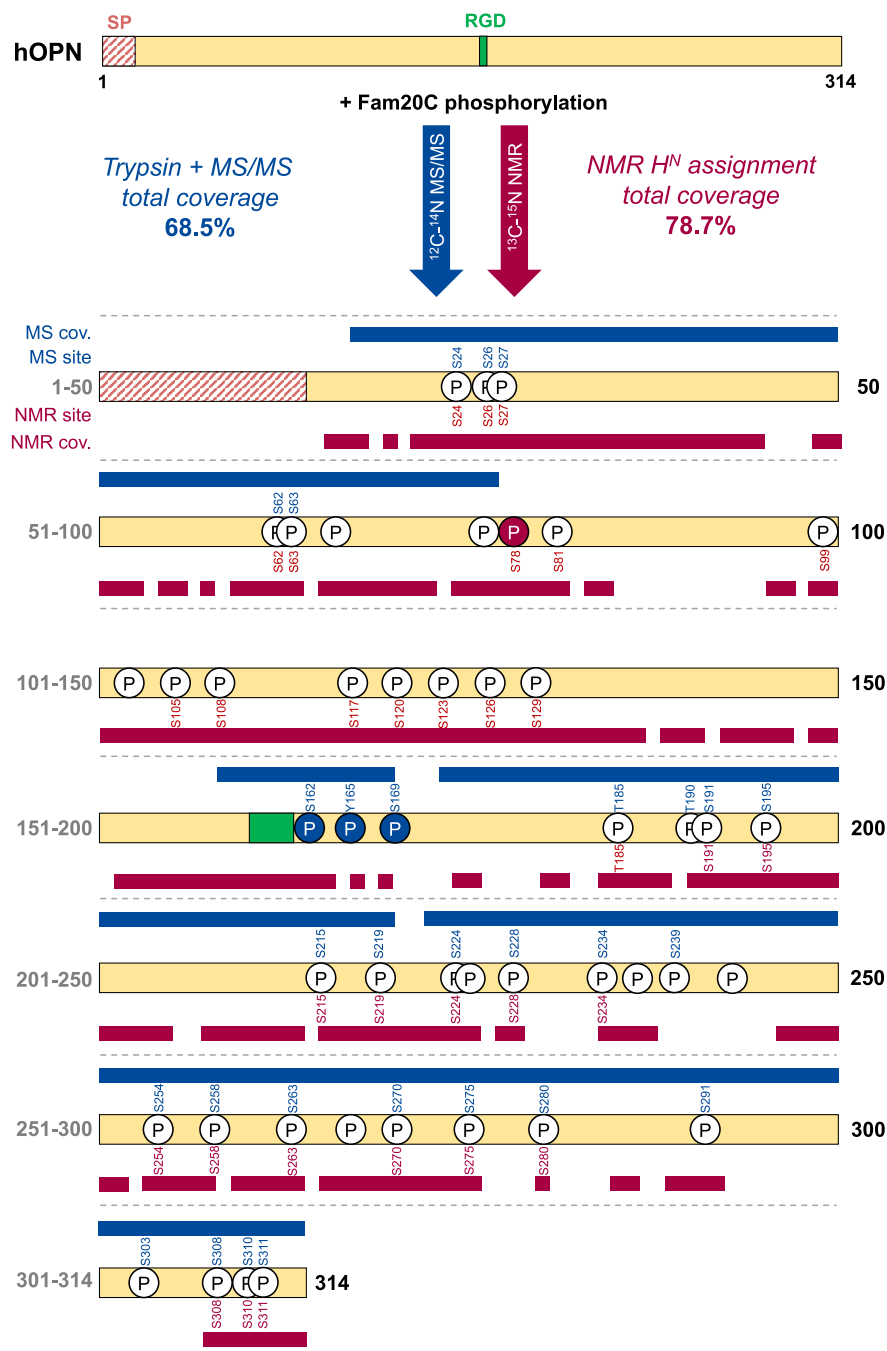 SP
RGD
hOPN
1
314
+ Fam20C phosphorylation
Trypsin + MS/MS
total coverage
68.5%
¹²C-¹⁴N MS/MS
¹³C-¹⁵N NMR
NMR Hᴺ assignment
total coverage
78.7%
MS cov.
MS site
S24 S26 S27
1-50
P P P
50
NMR site
S24 S26 S27
NMR cov.
S62 S63
51-100
P P P P P P P
100
S62 S63 S78 S81 S99
101-150
P P P P P P P P
150
S105 S108 S117 S120 S123 S126 S129
S162 Y165 S169 T185 T190 S191 S195
151-200
P P P P P P P
200
T185 S191 S195
S215 S219 S224 S228 S234 S239
201-250
P P P P P P P P P
250
S215 S219 S224 S228 S234
S254 S258 S263 S270 S275 S280 S291
251-300
P P P P P P P P
300
S254 S258 S263 S270 S275 S280
S303 S308 S310 S311
301-314
P P P P
314
S308 S310 S311